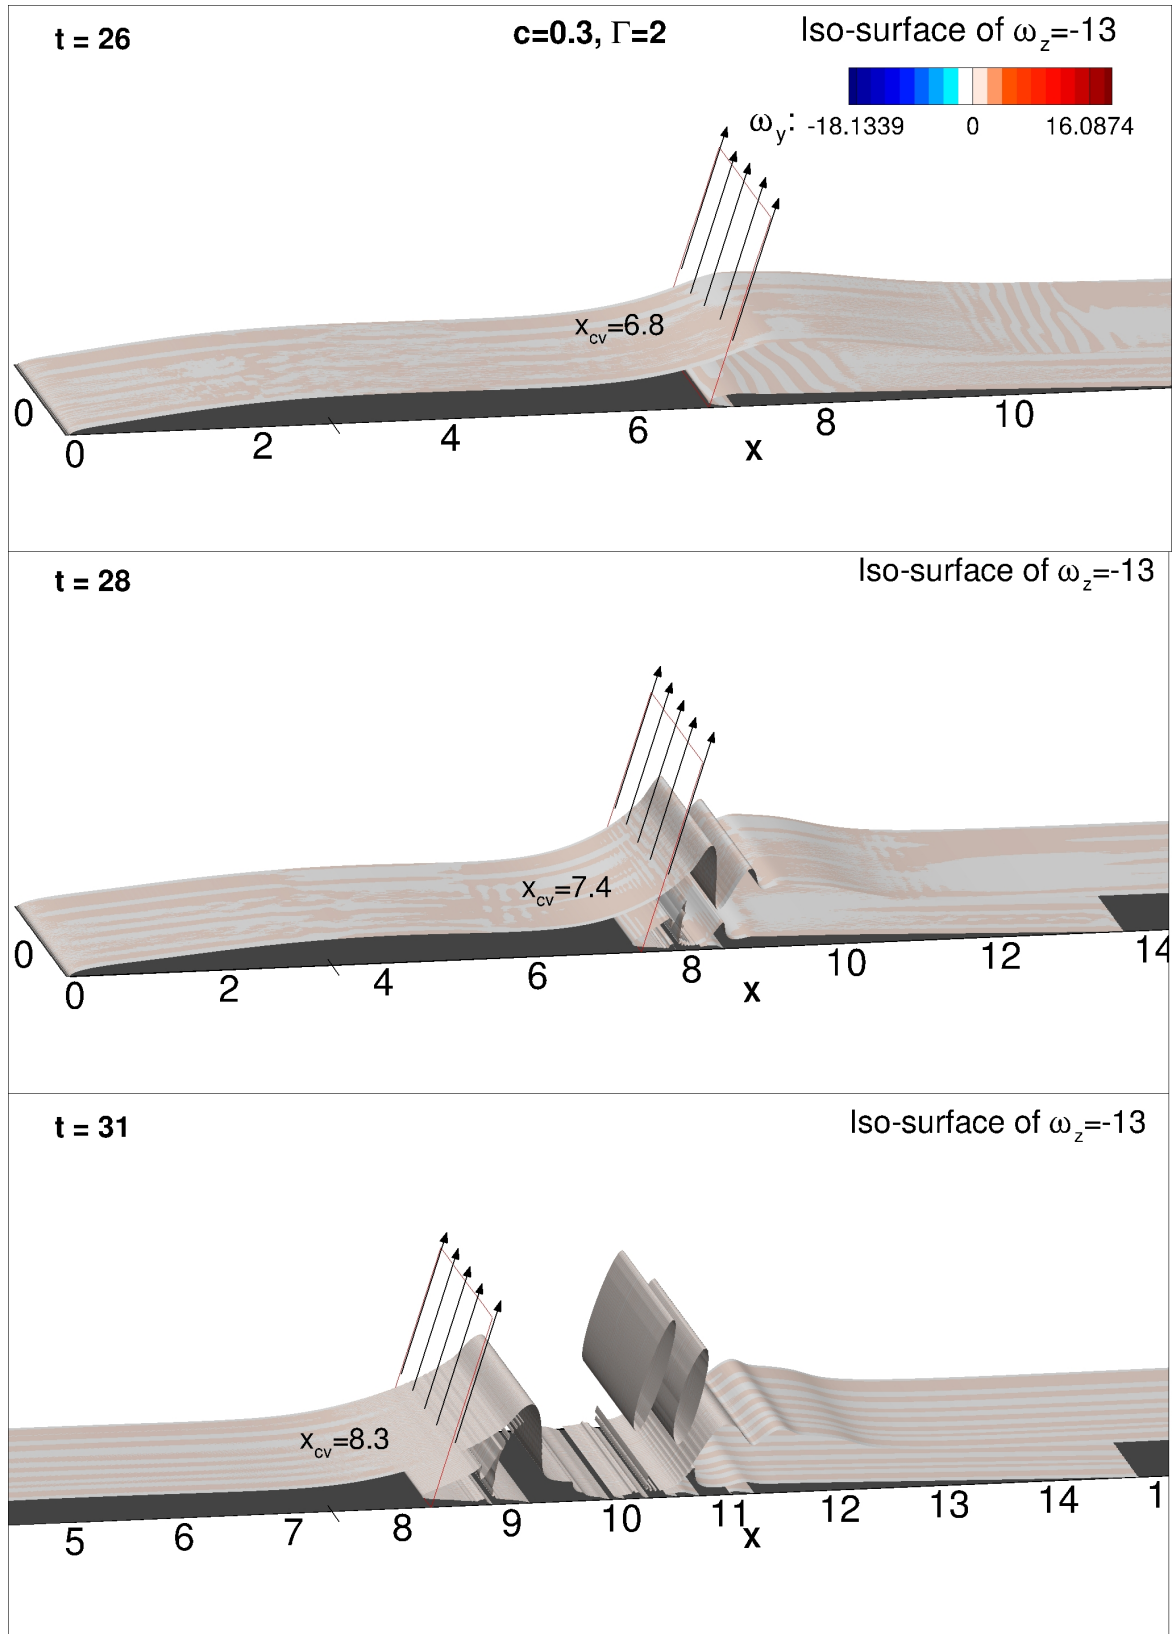 t = 26
c=0.3, Γ=2
Iso-surface of ω_z=-13
ω_y: -18.1339 0 16.0874
x_cv=6.8
0
0 2 4 6 8 10
x
t = 28
Iso-surface of ω_z=-13
x_cv=7.4
0
0 2 4 6 8 10 12 14
x
t = 31
Iso-surface of ω_z=-13
x_cv=8.3
5 6 7 8 9 10 11 12 13 14 1
x